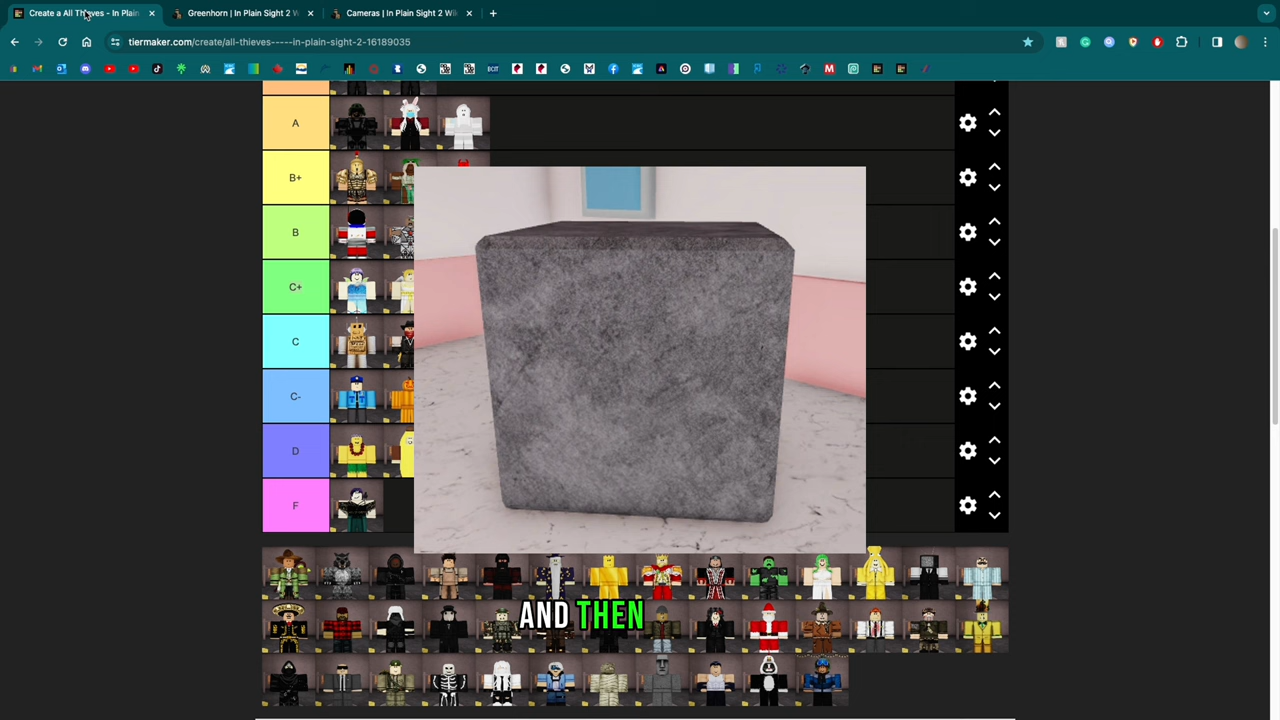 Create a All Thieves - In Plain
Greenhorn | In Plain Sight 2 W
Cameras | In Plain Sight 2 Wik
tiermaker.com/create/all-thieves-----in-plain-sight-2-16189035
A
B+
B
C+
C
C-
D
F
AND THEN